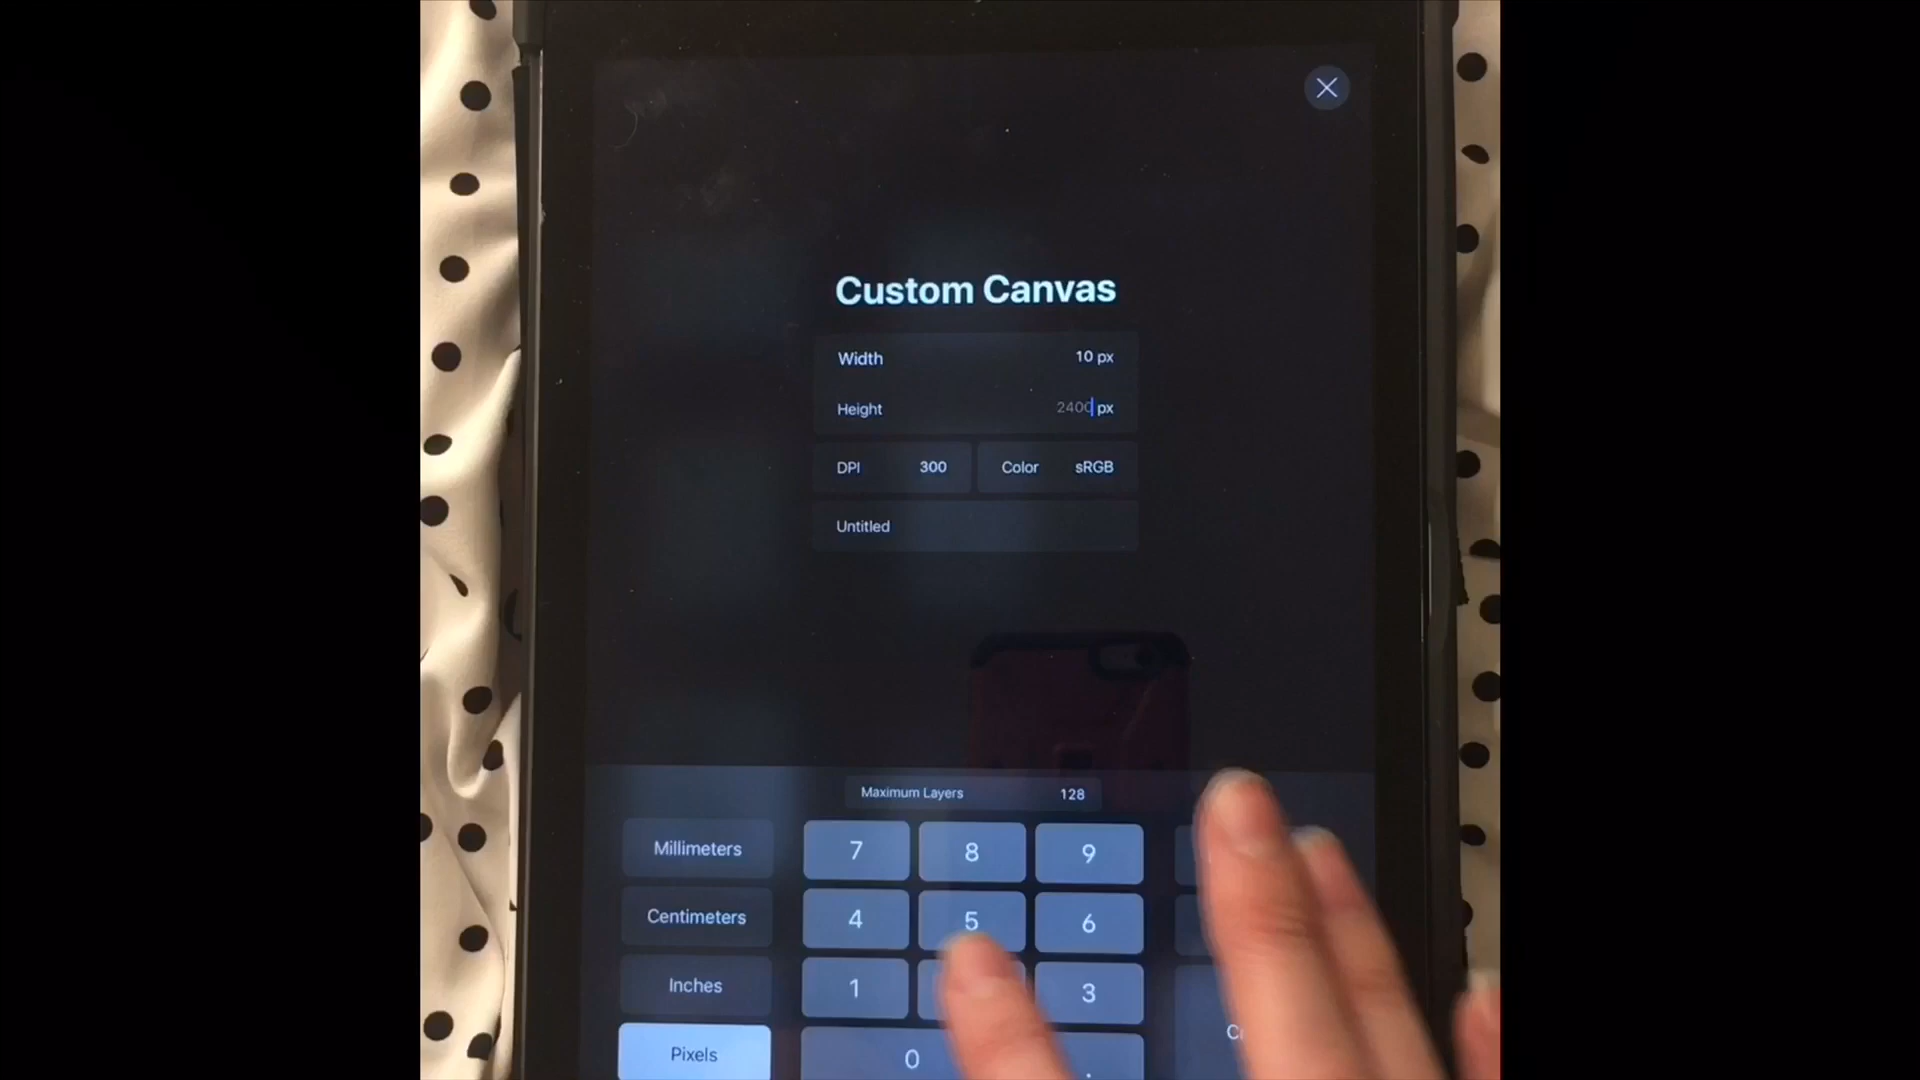 Custom Canvas
Width 10 px
Height 2400 px
DPI 300 Color sRGB
Untitled
Maximum Layers 128
Millimeters 7 8 9
Centimeters 4 5 6
Inches 1 3
Pixels 0 .